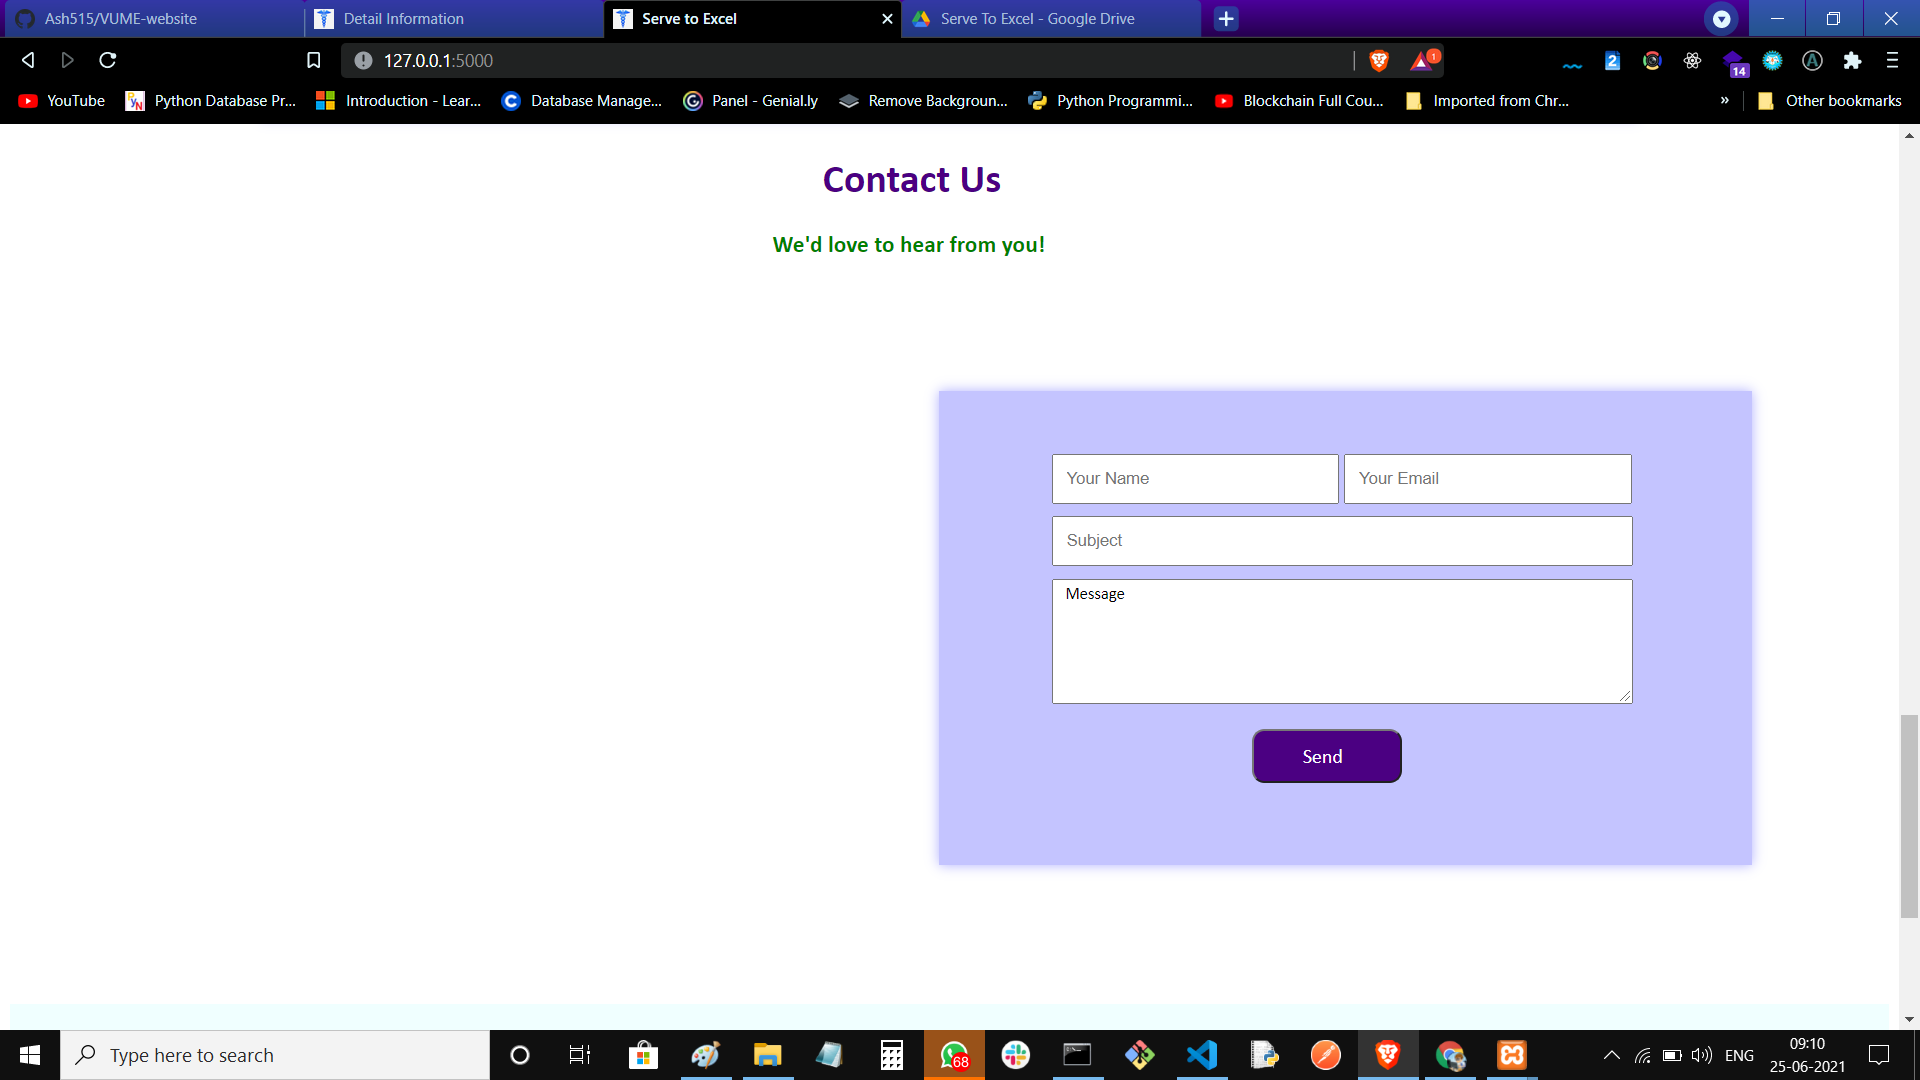 Ash515/VUME-website
Detail Information
Serve to Excel
Serve To Excel - Google Drive
127.0.0.1:5000
1
2
14
YouTube
Python Database Pr...
Introduction - Lear...
Database Manage...
Panel - Genial.ly
Remove Backgroun...
Python Programmi...
Blockchain Full Cou...
Imported from Chr...
»
Other bookmarks
Contact Us
We'd love to hear from you!
Your Name
Your Email
Subject
Message
Send
Type here to search
68
ENG
09:10
25-06-2021